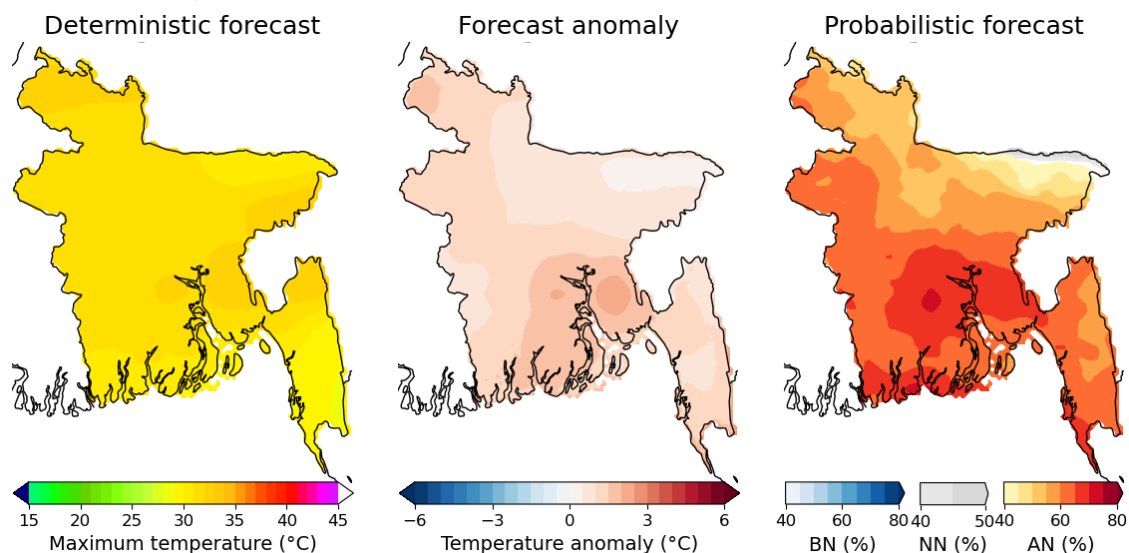 Deterministic forecast
Forecast anomaly
Probabilistic forecast
15 20 25 30 35 40 45
Maximum temperature (°C)
−6 −3 0 3 6
Temperature anomaly (°C)
40 60 80
BN (%)
40 50
NN (%)
40 60 80
AN (%)